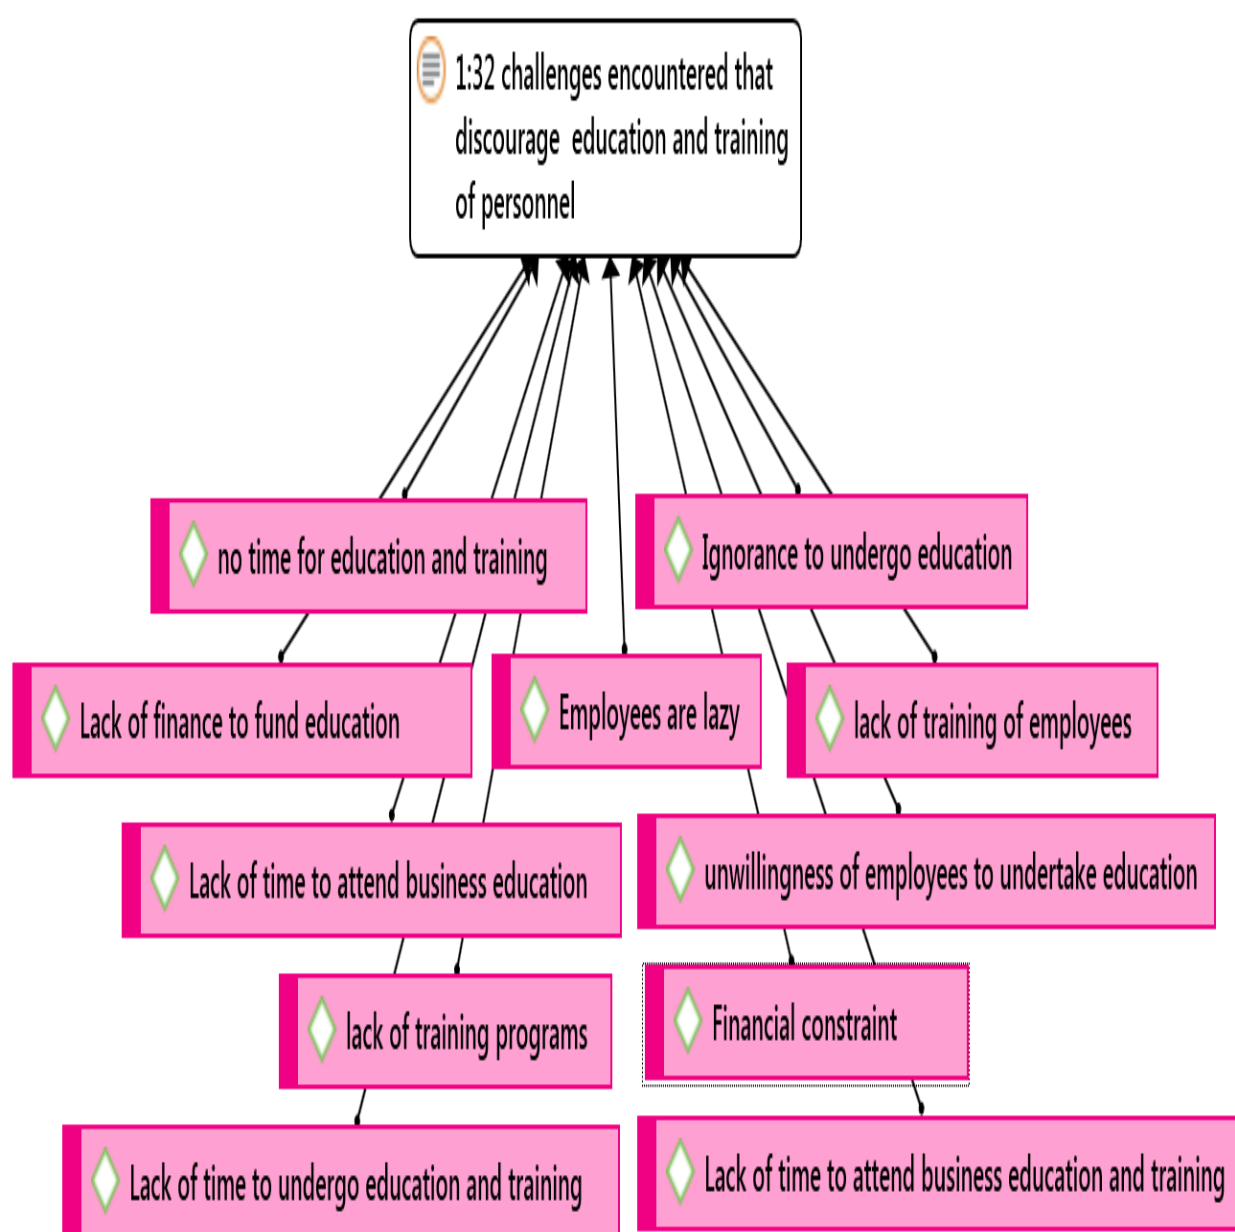 1:32 challenges encountered that
discourage education and training
of personnel
no time for education and training
Ignorance to undergo education
Lack of finance to fund education
Employees are lazy
lack of training of employees
Lack of time to attend business education
unwillingness of employees to undertake education
lack of training programs
Financial constraint
Lack of time to undergo education and training
Lack of time to attend business education and training